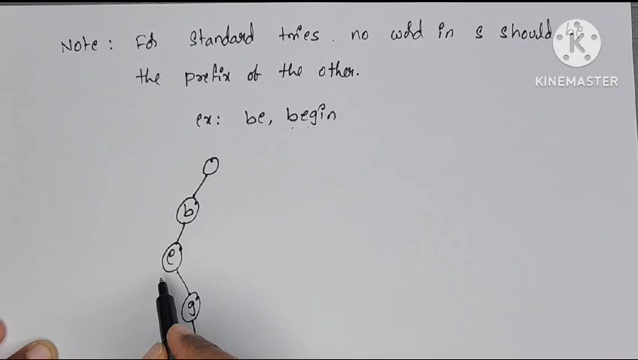 Note: For standard tries. no word in S should be
the prefix of the other.
ex: be, begin
b
e
g
K
KINEMASTER